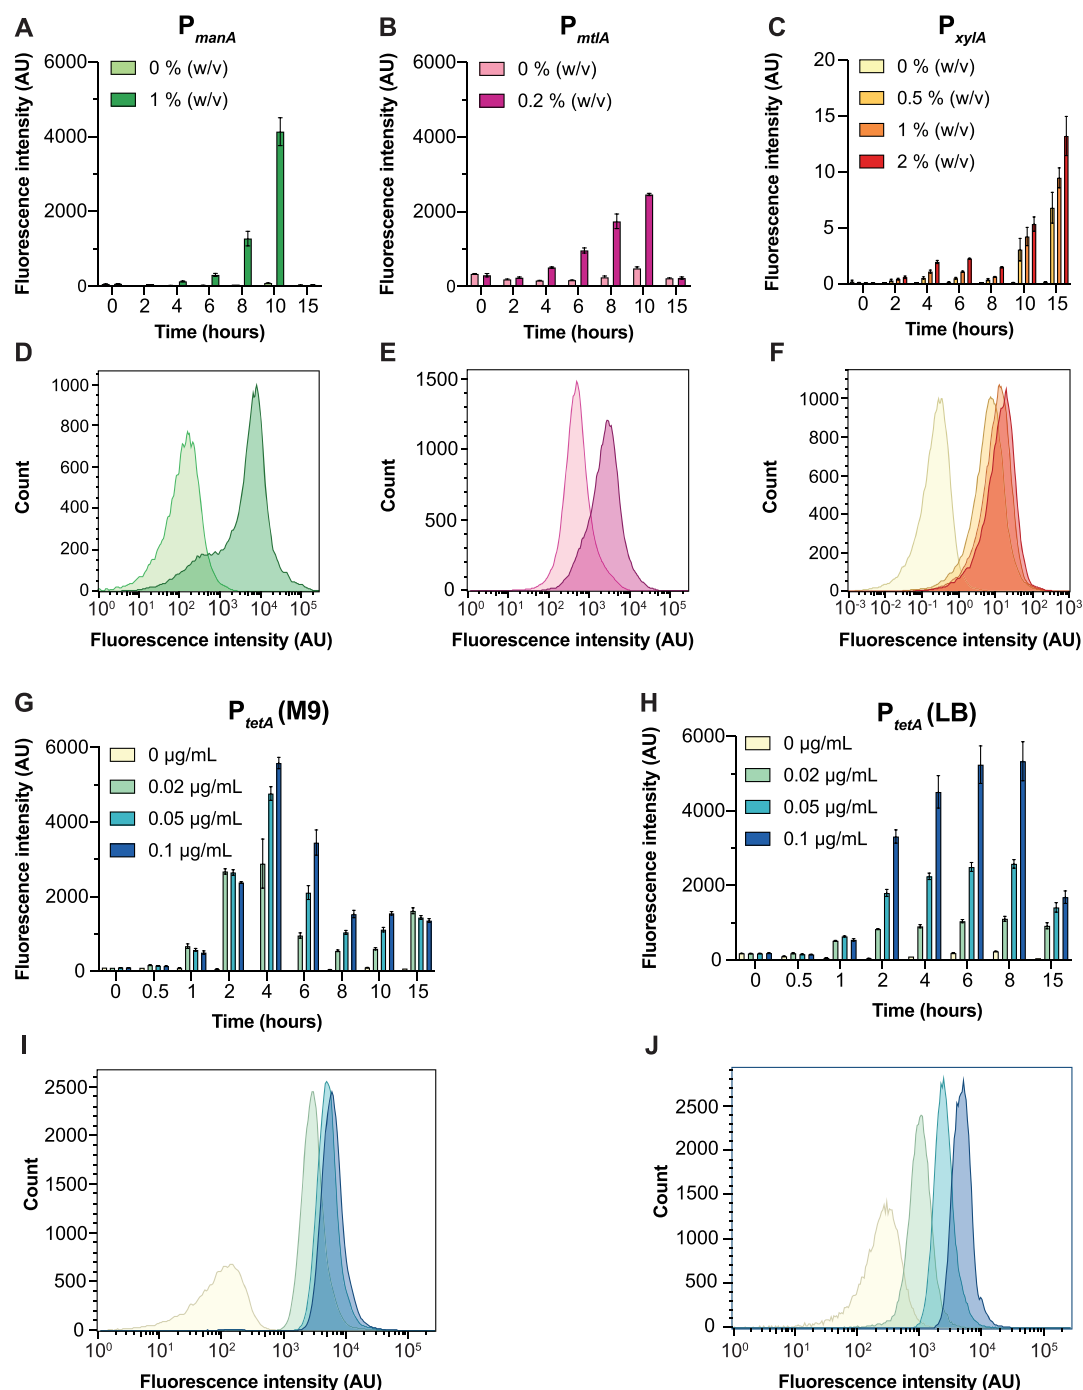 A
P manA
Fluorescence intensity (AU)
6000
4000
2000
0
0 % (w/v)
1 % (w/v)
0 2 4 6 8 10 15
Time (hours)
B
P mtlA
Fluorescence intensity (AU)
6000
4000
2000
0
0 % (w/v)
0.2 % (w/v)
0 2 4 6 8 10 15
Time (hours)
C
P xylA
Fluorescence intensity (AU)
20
15
10
5
0
0 % (w/v)
0.5 % (w/v)
1 % (w/v)
2 % (w/v)
0 2 4 6 8 10 15
Time (hours)
D
Count
1000
800
600
400
200
0
10^0 10^1 10^2 10^3 10^4 10^5
Fluorescence intensity (AU)
E
Count
1500
1000
500
0
10^0 10^1 10^2 10^3 10^4 10^5
Fluorescence intensity (AU)
F
Count
1000
800
600
400
200
0
10^-3 10^-2 10^-1 10^0 10^1 10^2 10^3
Fluorescence intensity (AU)
G
P tetA (M9)
Fluorescence intensity (AU)
6000
4000
2000
0
0 µg/mL
0.02 µg/mL
0.05 µg/mL
0.1 µg/mL
0 0.5 1 2 4 6 8 10 15
Time (hours)
H
P tetA (LB)
Fluorescence intensity (AU)
6000
4000
2000
0
0 µg/mL
0.02 µg/mL
0.05 µg/mL
0.1 µg/mL
0 0.5 1 2 4 6 8 15
Time (hours)
I
Count
2500
2000
1500
1000
500
0
10^0 10^1 10^2 10^3 10^4 10^5
Fluorescence intensity (AU)
J
Count
2500
2000
1500
1000
500
0
10^0 10^1 10^2 10^3 10^4 10^5
Fluorescence intensity (AU)